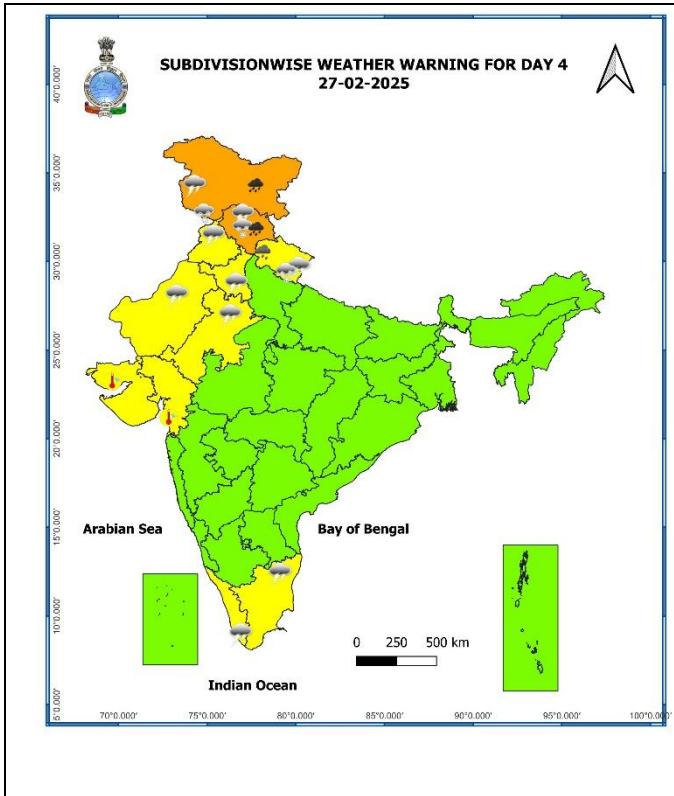 SUBDIVISIONWISE WEATHER WARNING FOR DAY 4
27-02-2025
40°0.000'
35°0.000'
30°0.000'
25°0.000'
20°0.000'
15°0.000'
10°0.000'
5°0.000'
Arabian Sea
Bay of Bengal
0 250 500 km
Indian Ocean
70°0.000' 75°0.000' 80°0.000' 85°0.000' 90°0.000' 95°0.000' 100°0.000'